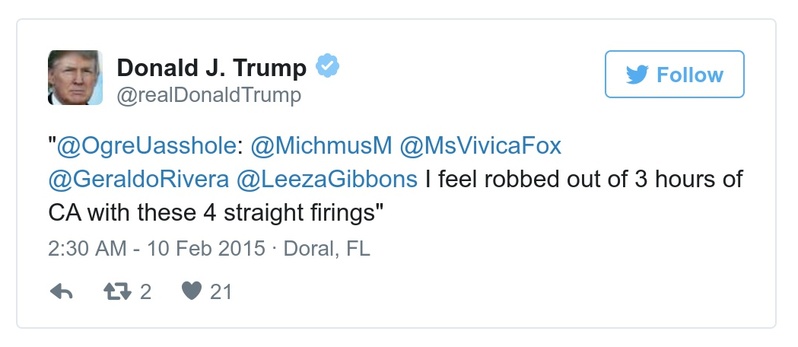 Donald J. Trump
@realDonaldTrump
Follow
"@OgreUasshole: @MichmusM @MsVivicaFox
@GeraldoRivera @LeezaGibbons I feel robbed out of 3 hours of
CA with these 4 straight firings"
2:30 AM - 10 Feb 2015 · Doral, FL
2 21